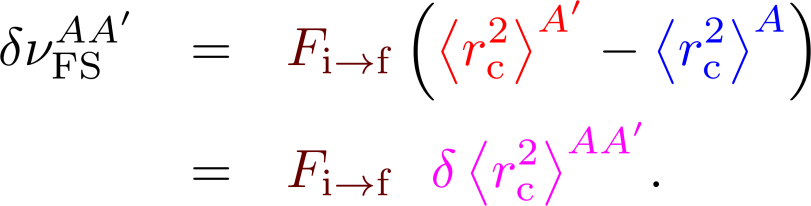 δν_FS^{AA′} = F_{i→f} (⟨r_c^2⟩^{A′} − ⟨r_c^2⟩^A)
= F_{i→f} δ⟨r_c^2⟩^{AA′}.